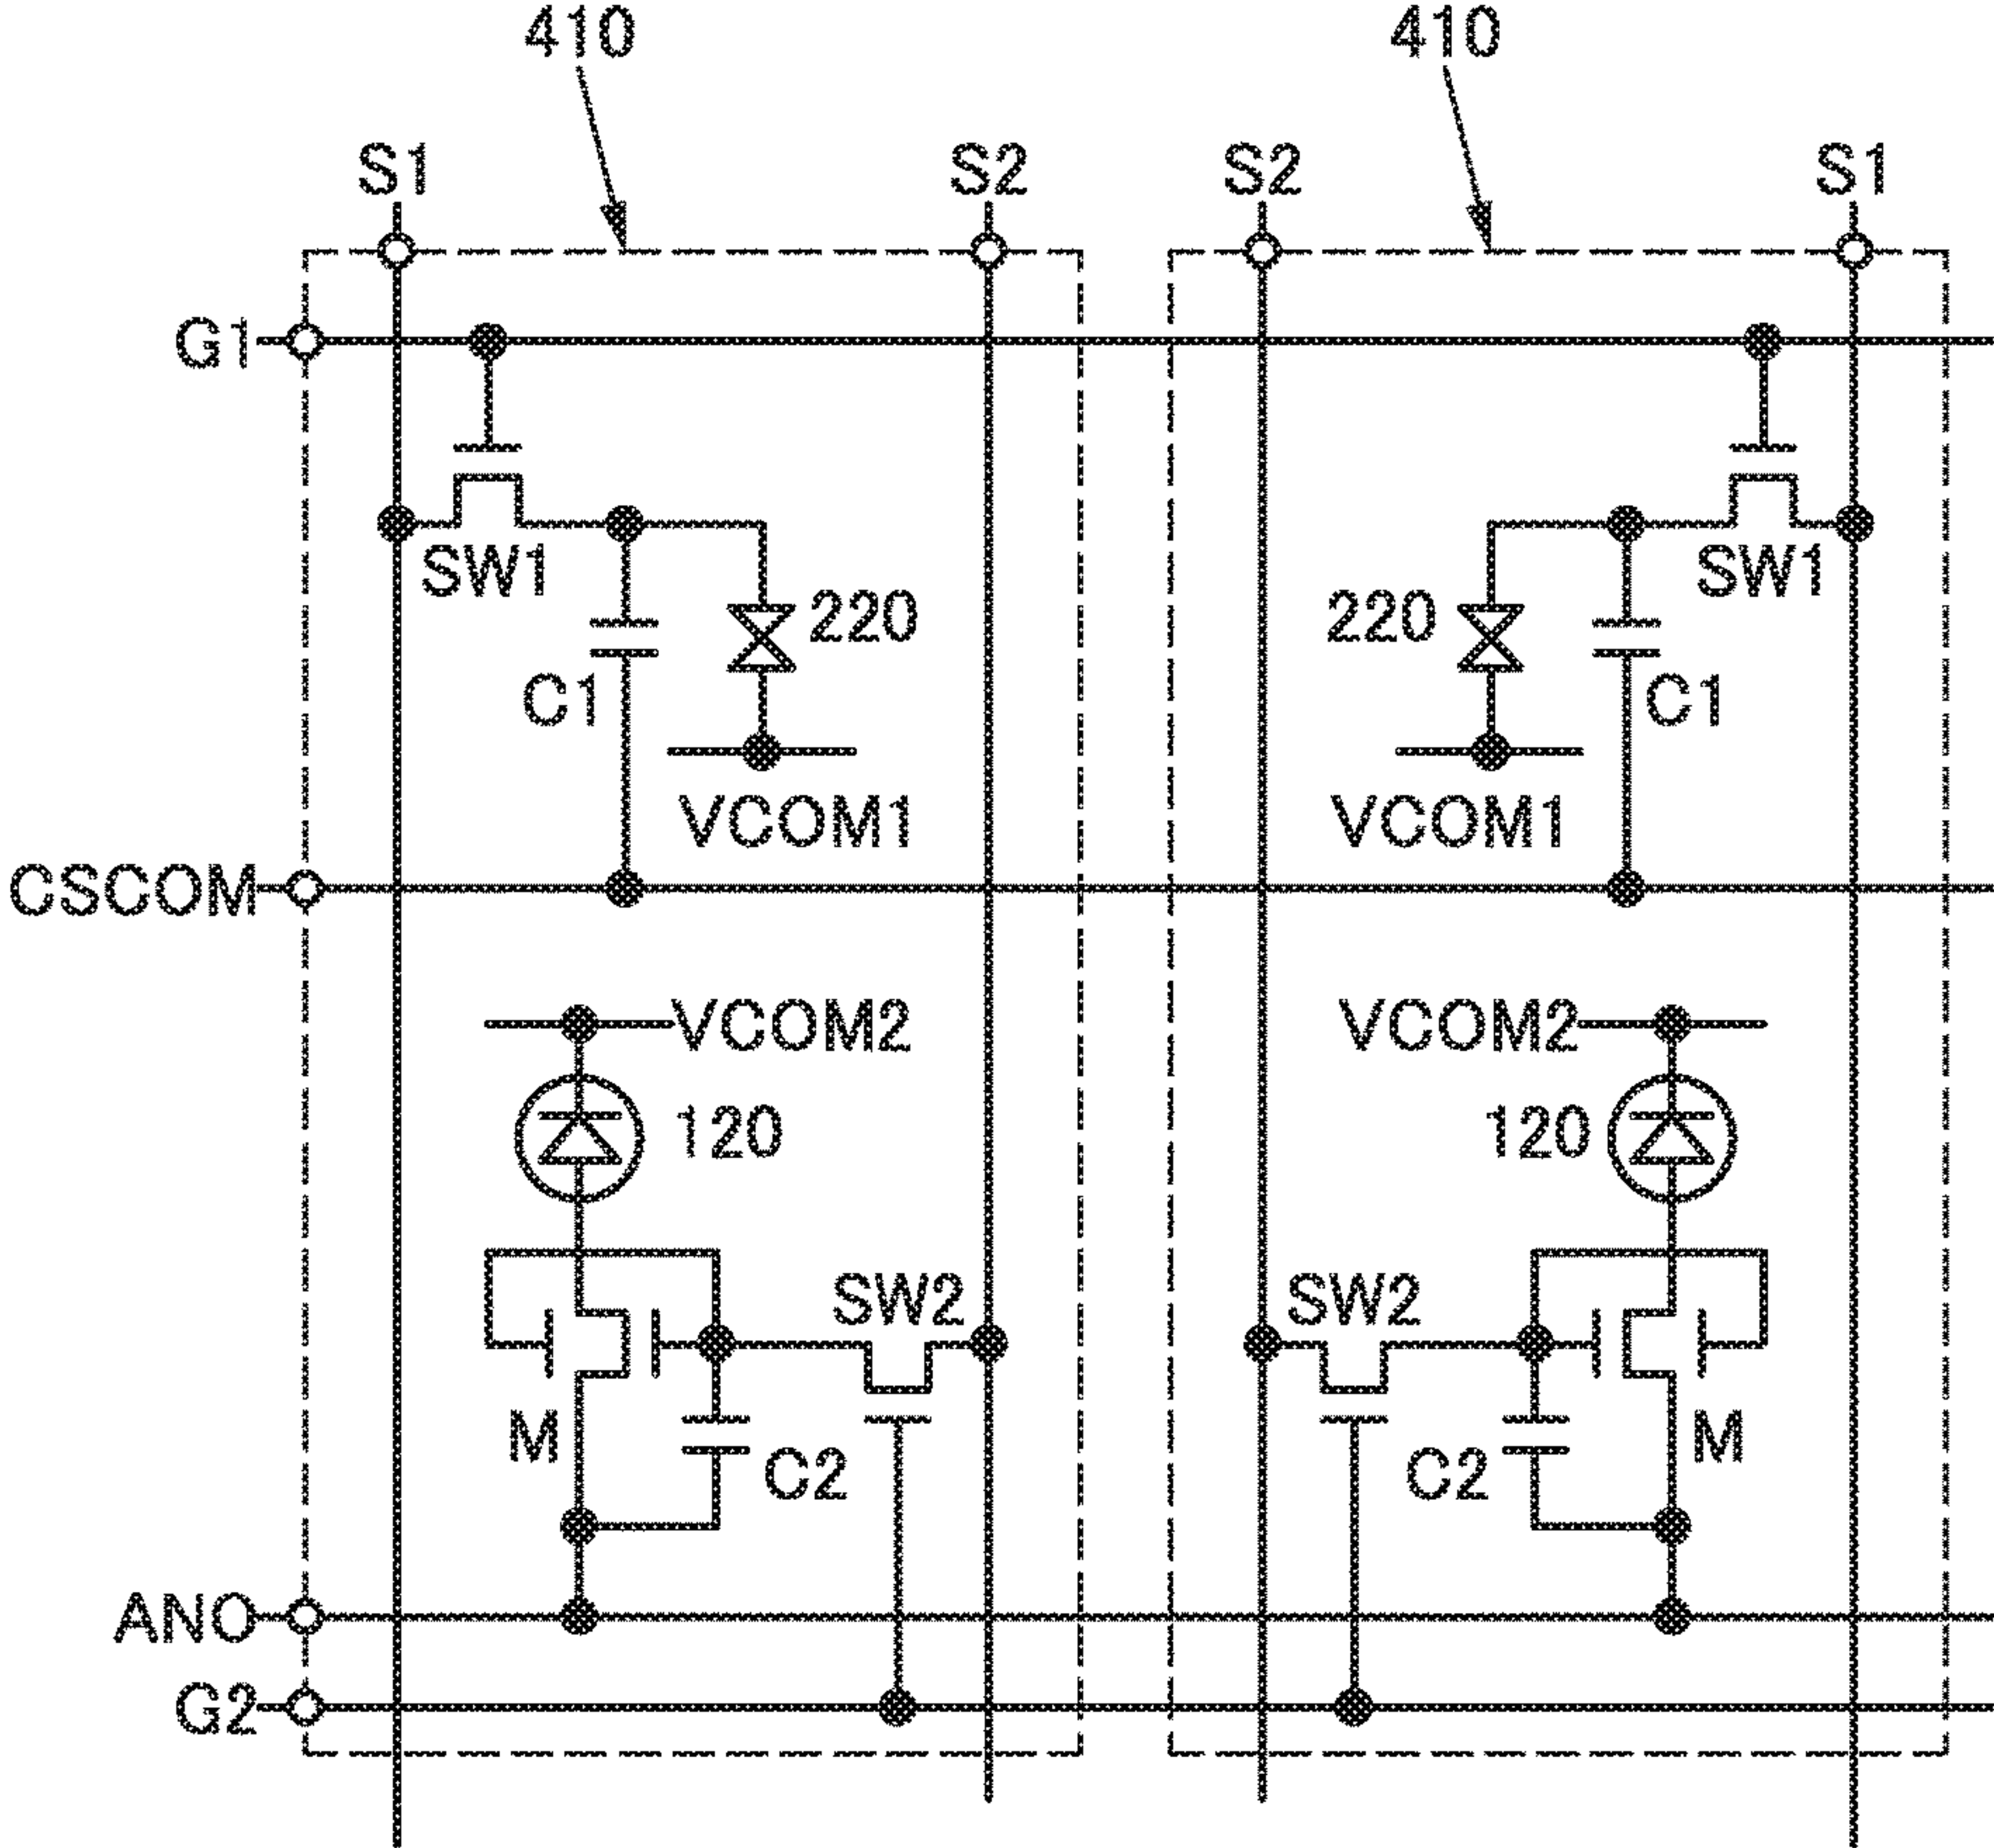 410 410
S1 S2 S2 S1
G1
SW1 SW1
220 220
C1 C1
VCOM1 VCOM1
CSCOM
VCOM2 VCOM2
120 120
SW2 SW2
M M
C2 C2
ANO
G2